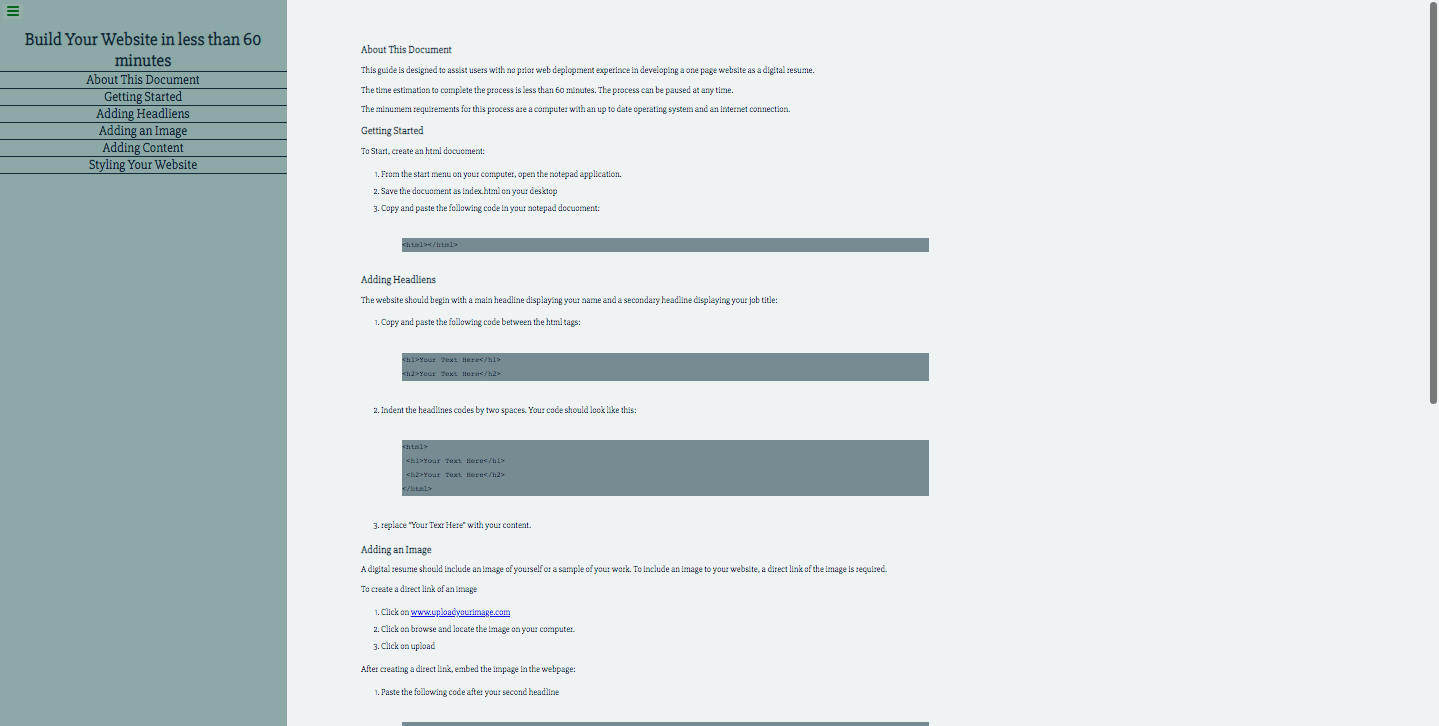 Build Your Website in less than 60
minutes
About This Document
Getting Started
Adding Headliens
Adding an Image
Adding Content
Styling Your Website
About This Document
This guide is designed to assist users with no prior web deplopment experince in developing a one page website as a digital resume.
The time estimation to complete the process is less than 60 minutes. The process can be paused at any time.
The minumem requirements for this process are a computer with an up to date operating system and an internet connection.
Getting Started
To Start, create an html docuoment:
1. From the start menu on your computer, open the notepad application.
2. Save the docuoment as index.html on your desktop
3. Copy and paste the following code in your notepad docuoment:
<html></html>
Adding Headliens
The website should begin with a main headline displaying your name and a secondary headline displaying your job title:
1. Copy and paste the following code between the html tags:
<h1>Your Text Here</h1>
<h2>Your Text Here</h2>
2. Indent the headlines codes by two spaces. Your code should look like this:
<html>
<h1>Your Text Here</h1>
<h2>Your Text Here</h2>
</html>
3. replace "Your Texr Here" with your content.
Adding an Image
A digital resume should include an image of yourself or a sample of your work. To include an image to your website, a direct link of the image is required.
To create a direct link of an image
1. Click on www.uploadyourimage.com
2. Click on browse and locate the image on your computer.
3. Click on upload
After creating a direct link, embed the impage in the webpage:
1. Paste the following code after your second headline